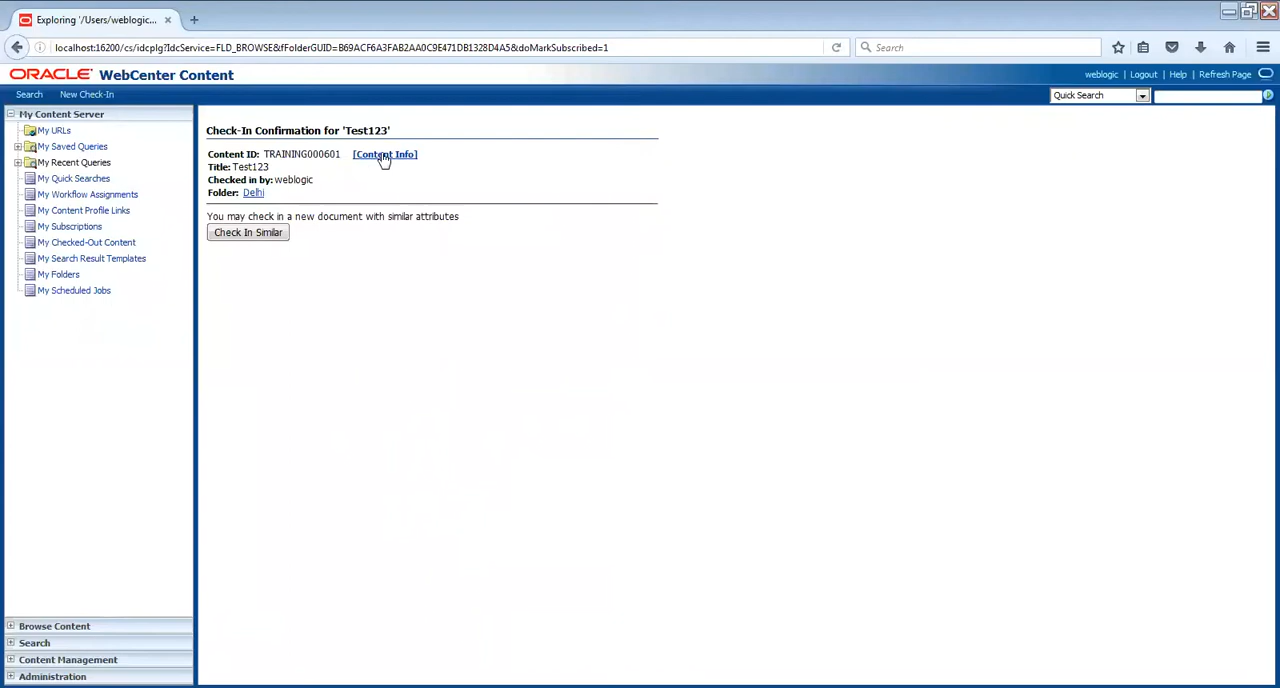 Exploring '/Users/weblogic...
localhost:16200/cs/idcplg?IdcService=FLD_BROWSE&fFolderGUID=B69ACF6A3FAB2AA0C9E471DB1328D4A5&doMarkSubscribed=1
Search
ORACLE WebCenter Content
weblogic | Logout | Help | Refresh Page
Search New Check-In
Quick Search
My Content Server
My URLs
My Saved Queries
My Recent Queries
My Quick Searches
My Workflow Assignments
My Content Profile Links
My Subscriptions
My Checked-Out Content
My Search Result Templates
My Folders
My Scheduled Jobs
Browse Content
Search
Content Management
Administration
Check-In Confirmation for 'Test123'
Content ID: TRAINING000601 [Content Info]
Title: Test123
Checked in by: weblogic
Folder: Delhi
You may check in a new document with similar attributes
Check In Similar